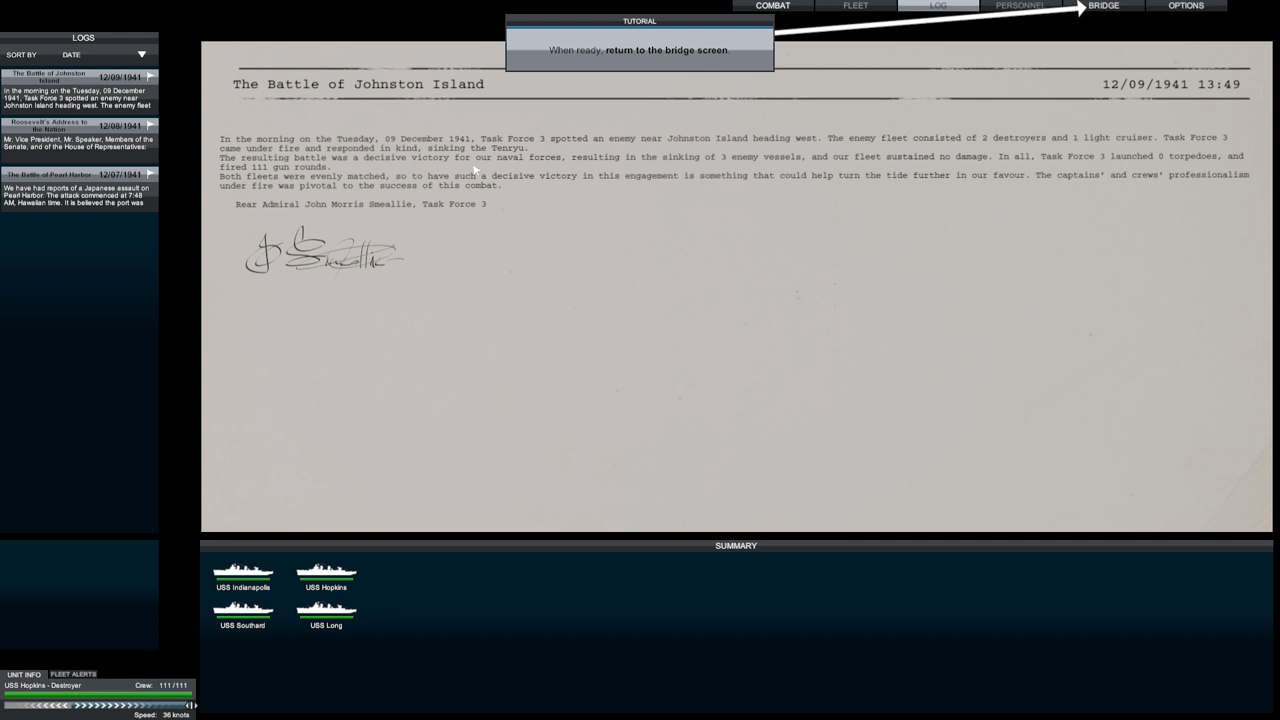 COMBAT FLEET LOG PERSONNEL BRIDGE OPTIONS
TUTORIAL
When ready, return to the bridge screen.
LOGS
SORT BY DATE
The Battle of Johnston Island 12/09/1941
In the morning on the Tuesday, 09 December
1941, Task Force 3 spotted an enemy near
Johnston Island heading west. The enemy fleet
Roosevelt's Address to the Nation 12/08/1941
Mr. Vice President, Mr. Speaker, Members of the
Senate, and of the House of Representatives:
The Battle of Pearl Harbor 12/07/1941
We have had reports of a Japanese assault on
Pearl Harbor. The attack commenced at 7:48
AM, Hawaiian time. It is believed the port was
The Battle of Johnston Island 12/09/1941 13:49
In the morning on the Tuesday, 09 December 1941, Task Force 3 spotted an enemy near Johnston Island heading west. The enemy fleet consisted of 2 destroyers and 1 light cruiser. Task Force 3
came under fire and responded in kind, sinking the Tenryu.
The resulting battle was a decisive victory for our naval forces, resulting in the sinking of 3 enemy vessels, and our fleet sustained no damage. In all, Task Force 3 launched 0 torpedoes, and
fired 111 gun rounds.
Both fleets were evenly matched, so to have such a decisive victory in this engagement is something that could help turn the tide further in our favour. The captains' and crews' professionalism
under fire was pivotal to the success of this combat.
Rear Admiral John Morris Smeallie, Task Force 3
SUMMARY
USS Indianapolis USS Hopkins
USS Southard USS Long
UNIT INFO FLEET ALERTS
USS Hopkins - Destroyer Crew: 111 /111
Speed: 36 knots